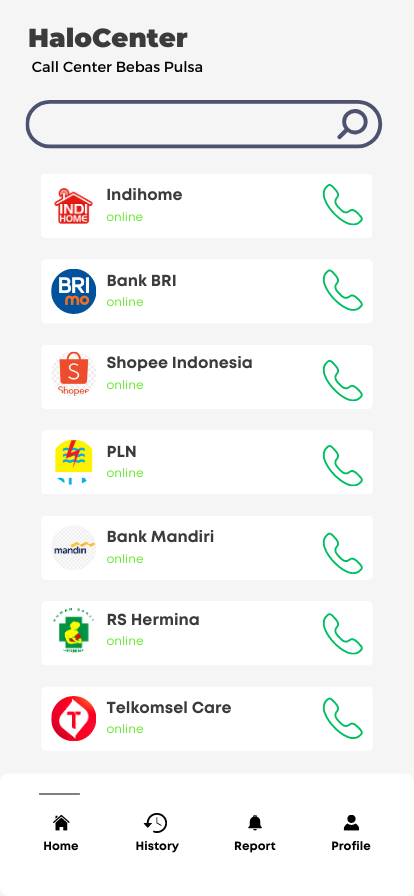 HaloCenter
Call Center Bebas Pulsa
INDI
HOME
Indihome
online
BRI
mo
Bank BRI
online
S
Shopee
Shopee Indonesia
online
PLN
online
mandırı
Bank Mandiri
online
RS Hermina
online
T
Telkomsel Care
online
Home
History
Report
Profile